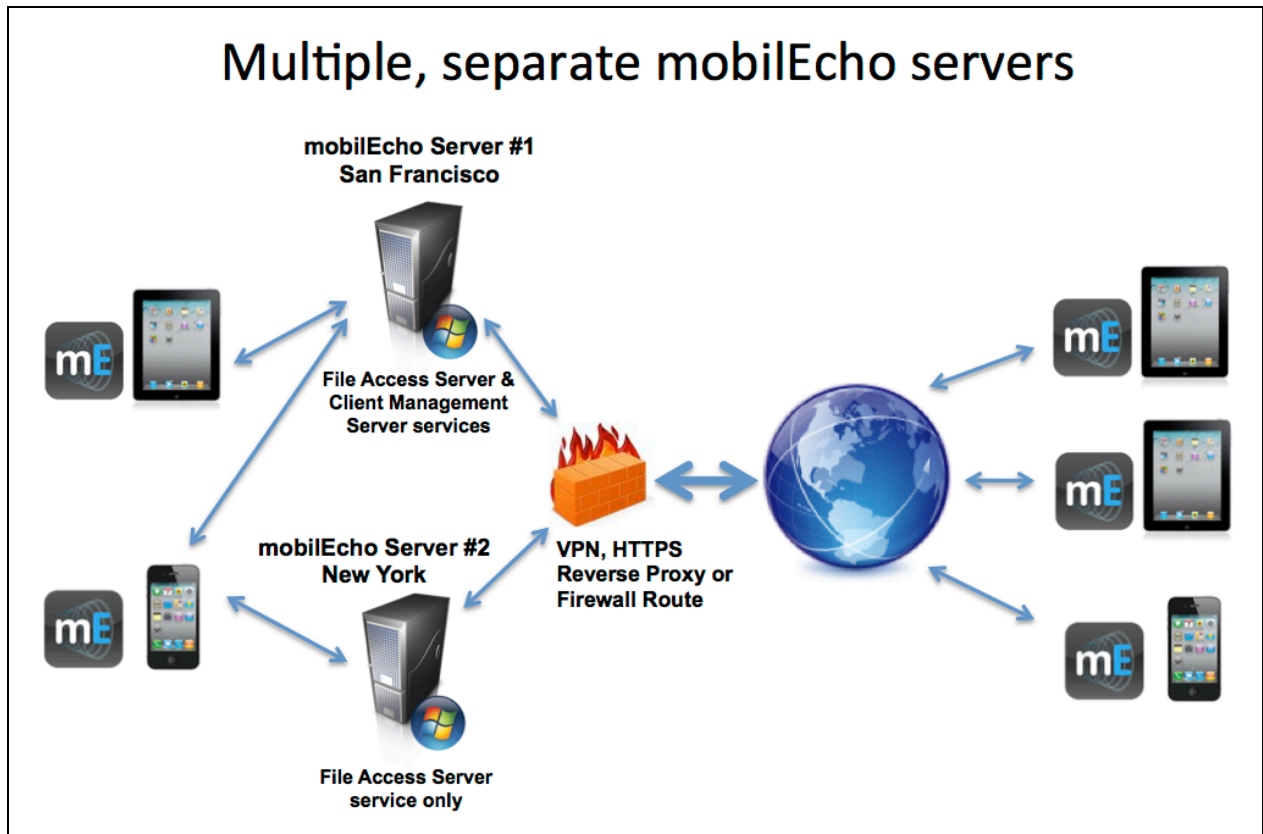 Multiple, separate mobilEcho servers
mobilEcho Server #1
San Francisco
mE
File Access Server &
Client Management
Server services
mE
mE
mobilEcho Server #2
New York
VPN, HTTPS
Reverse Proxy or
Firewall Route
mE
mE
File Access Server
service only